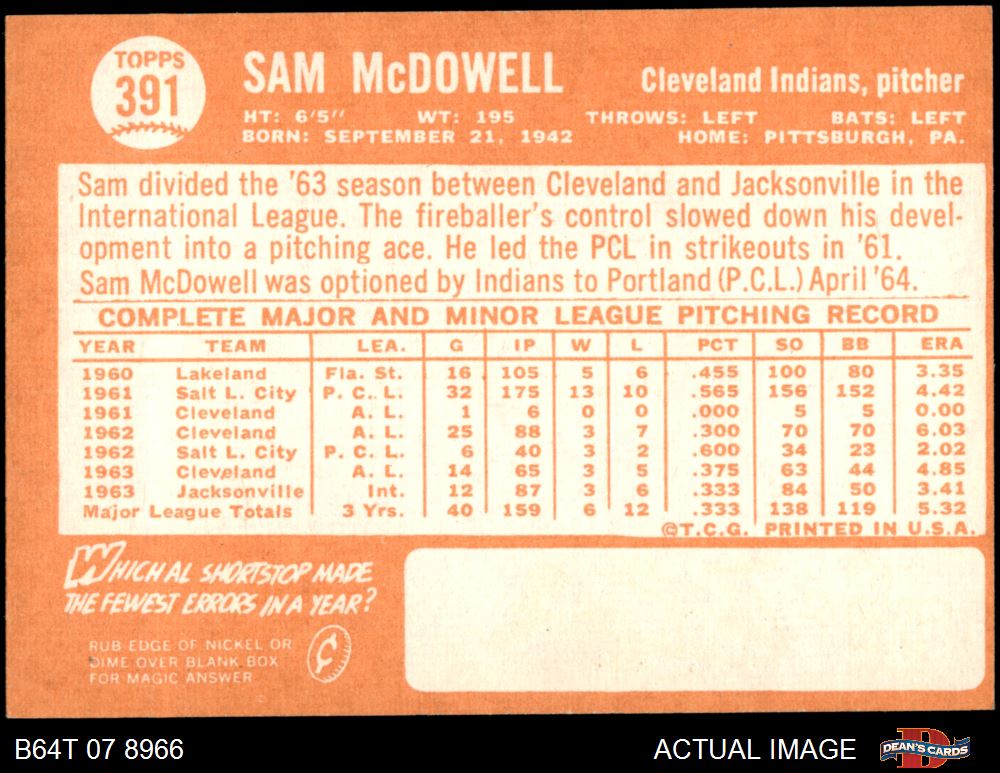 TOPPS
391
SAM McDOWELL
Cleveland Indians, pitcher
HT: 6'5" WT: 195 THROWS: LEFT BATS: LEFT
BORN: SEPTEMBER 21, 1942 HOME: PITTSBURGH, PA.
Sam divided the '63 season between Cleveland and Jacksonville in the
International League. The fireballer's control slowed down his devel-
opment into a pitching ace. He led the PCL in strikeouts in '61.
Sam McDowell was optioned by Indians to Portland (P.C.L.) April '64.
COMPLETE MAJOR AND MINOR LEAGUE PITCHING RECORD
YEAR TEAM LEA. G IP W L PCT SO BB ERA
1960 Lakeland Fla. St. 16 105 5 6 .455 100 80 3.35
1961 Salt L. City P. C. L. 32 175 13 10 .565 156 152 4.42
1961 Cleveland A. L. 1 6 0 0 .000 5 5 0.00
1962 Cleveland A. L. 25 88 3 7 .300 70 70 6.03
1962 Salt L. City P. C. L. 6 40 3 2 .600 34 23 2.02
1963 Cleveland A. L. 14 65 3 5 .375 63 44 4.85
1963 Jacksonville Int. 12 87 3 6 .333 84 50 3.41
Major League Totals 3 Yrs. 40 159 6 12 .333 138 119 5.32
©T.C.G. PRINTED IN U.S.A.
WHICH AL SHORTSTOP MADE
THE FEWEST ERRORS IN A YEAR?
RUB EDGE OF NICKEL OR
DIME OVER BLANK BOX
FOR MAGIC ANSWER
¢
B64T 07 8966
ACTUAL IMAGE
DEAN'S CARDS